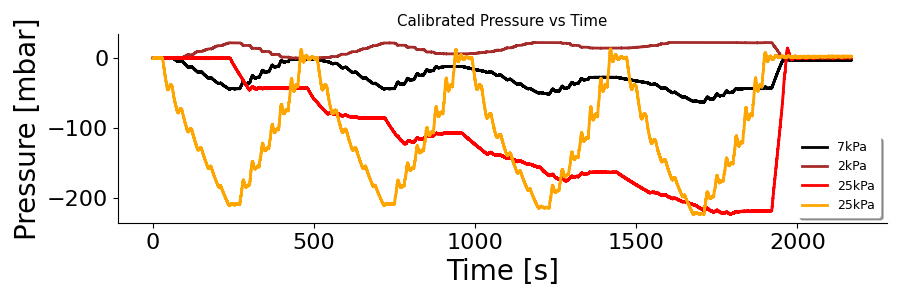 Calibrated Pressure vs Time
Pressure [mbar]
0
−100
−200
0
500
1000
1500
2000
Time [s]
7kPa
2kPa
25kPa
25kPa